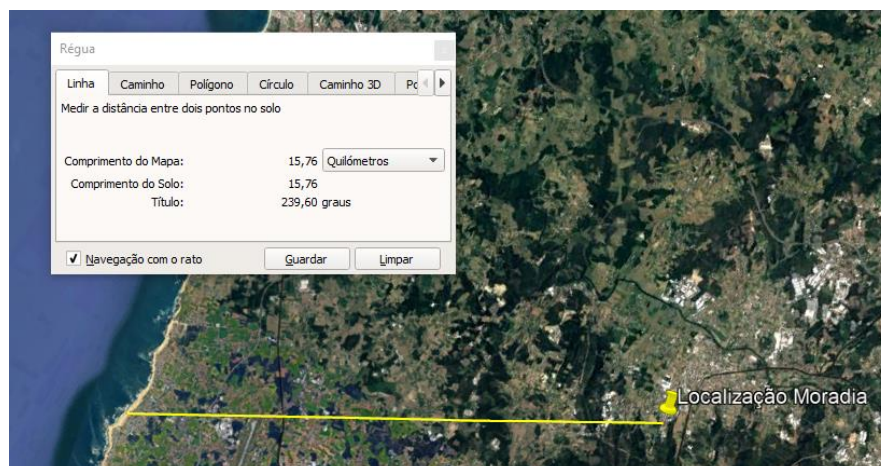 Régua
Linha Caminho Polígono Círculo Caminho 3D
Medir a distância entre dois pontos no solo
Comprimento do Mapa: 15,76 Quilómetros
Comprimento do Solo: 15,76
Título: 239,60 graus
Navegação com o rato Guardar Limpar
Localização Moradia